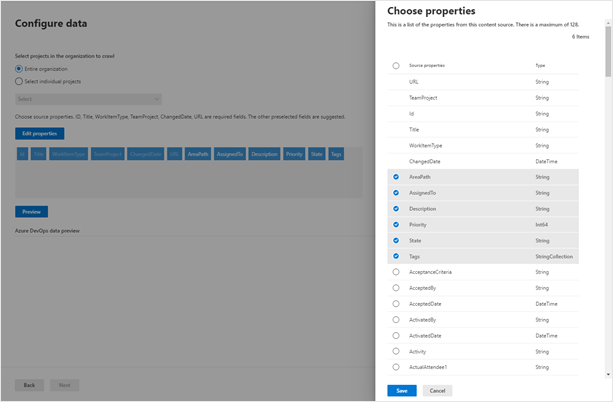 Configure data
Select projects in the organization to crawl
Entire organization
Select individual projects
Select
Choose source properties. ID, Title, WorkItemType, TeamProject, ChangedDate, URL are required fields. The other preselected fields are suggested.
Edit properties
Id Title WorkItemType TeamProject ChangedDate URL AreaPath AssignedTo Description Priority State Tags
Preview
Azure DevOps data preview
Back Next
Choose properties
This is a list of the properties from this content source. There is a maximum of 128.
6 items
Source properties Type
URL String
TeamProject String
Id String
Title String
WorkItemType String
ChangedDate DateTime
AreaPath String
AssignedTo String
Description String
Priority Int64
State String
Tags StringCollection
AcceptanceCriteria String
AcceptedBy String
AcceptedDate DateTime
ActivatedBy String
ActivatedDate DateTime
Activity String
ActualAttendee1 String
Save Cancel